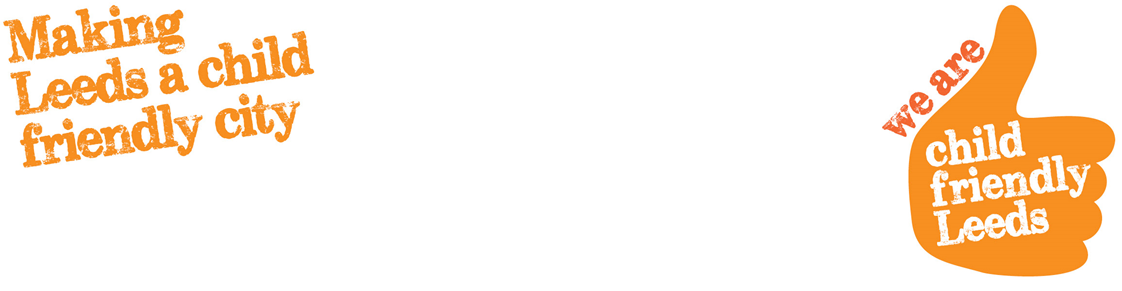 Making
Leeds a child
friendly city
we are
child
friendly
Leeds